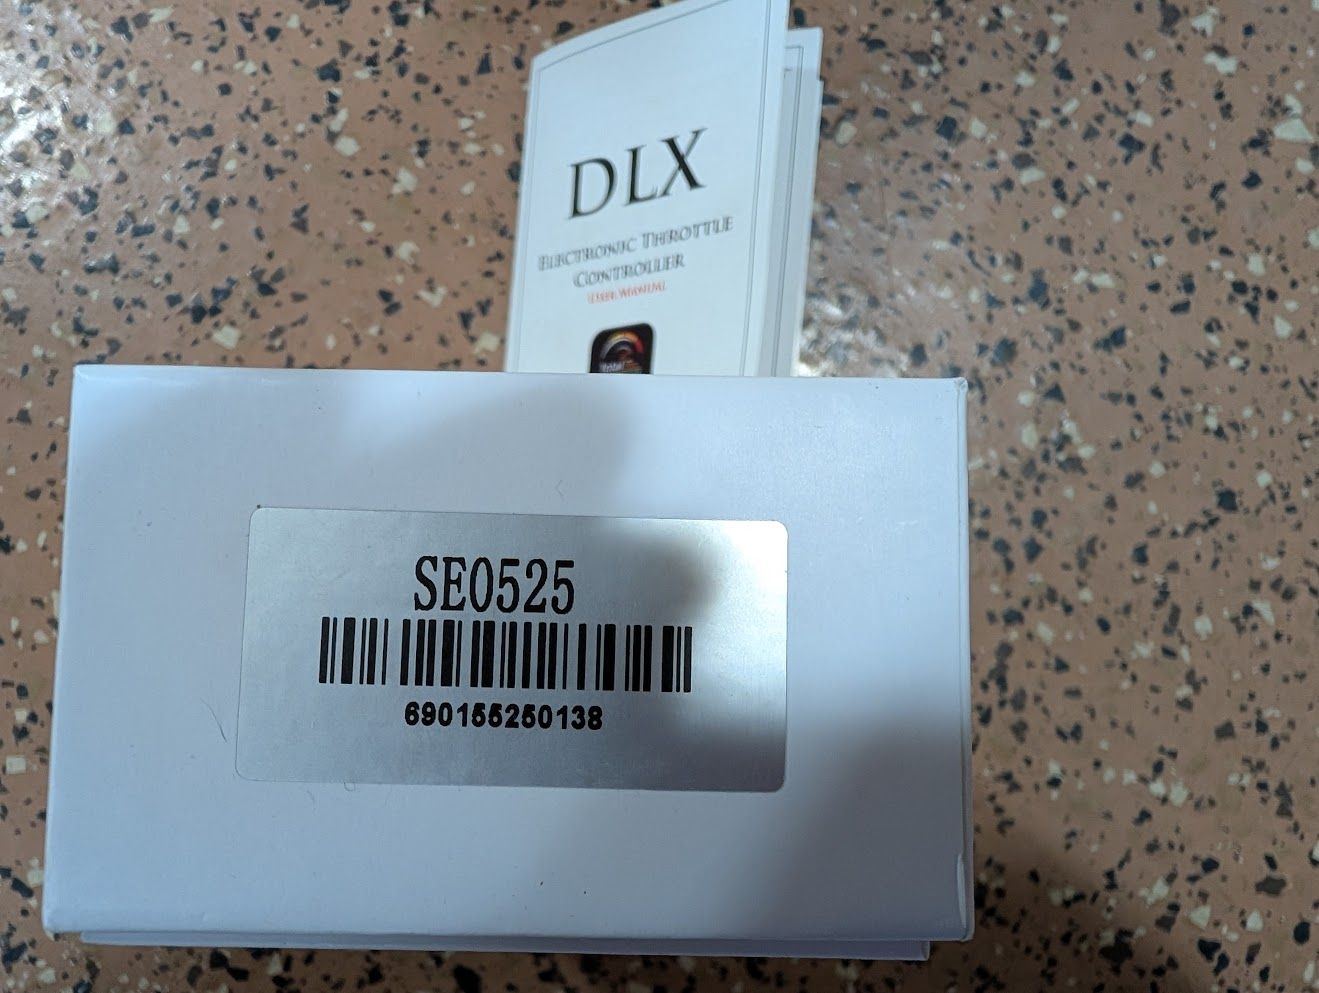 DLX
ELECTRONIC THROTTLE
CONTROLLER
USER MANUAL
SE0525
690155250138